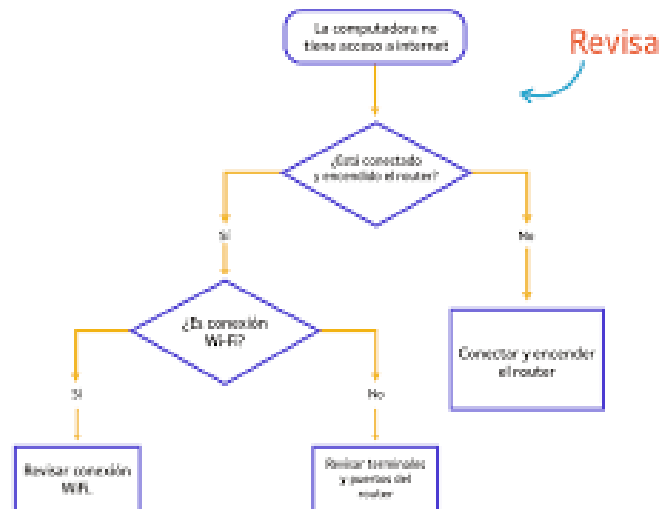 La computadora no
tiene acceso a internet
Revisa
¿Está conectado
y encendido el router?
Sí
No
¿Es conexión
Wi-Fi?
Conectar y encender
el router
Sí
No
Revisar conexión
WiFi.
Revisar terminales
y puertos del
router